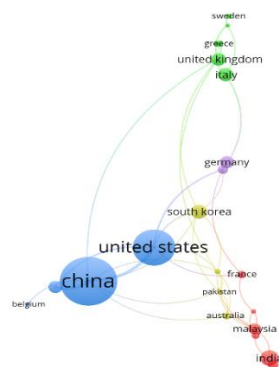 sweden
greece
united kingdom
italy
germany
south korea
united states
france
china
pakistan
belgium
australia
malaysia
india